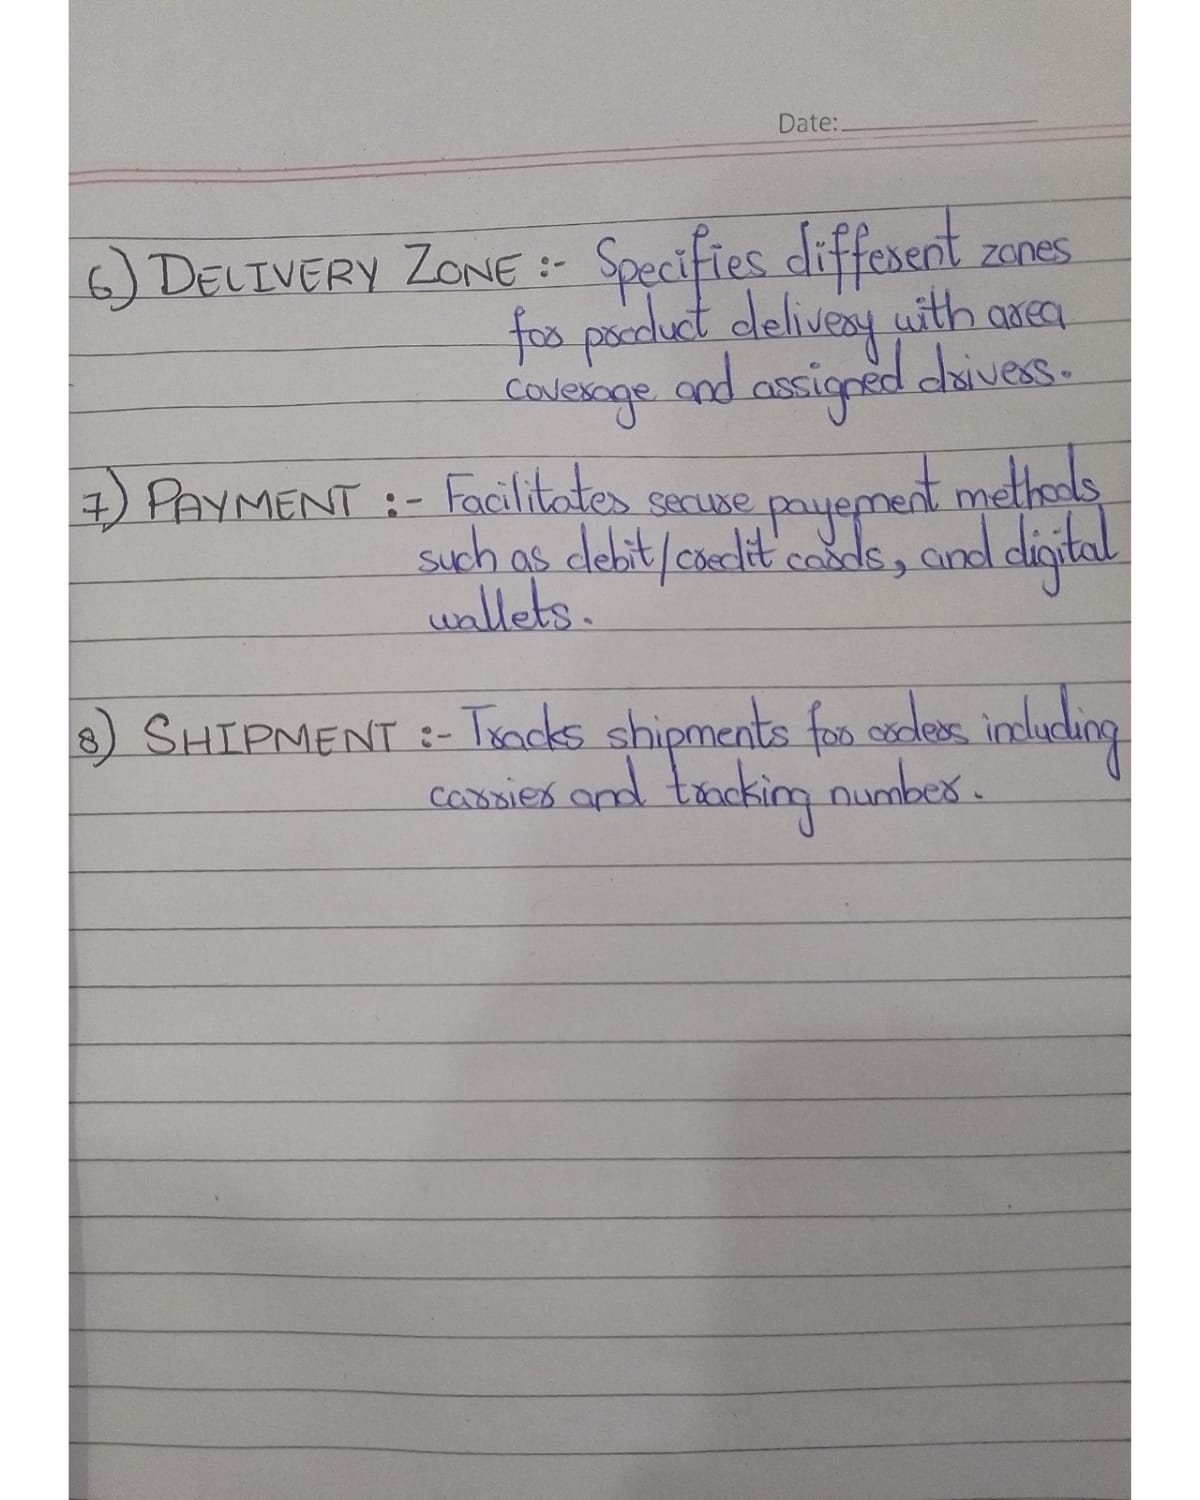 Date:
6) DELIVERY ZONE :- Specifies different zones
for product delivery with area
coverage and assigned drivers.
7) PAYMENT :- Facilitates secure payement methods
such as debit/credit cards, and digital
wallets.
8) SHIPMENT :- Tracks shipments for orders including
carrier and tracking number.